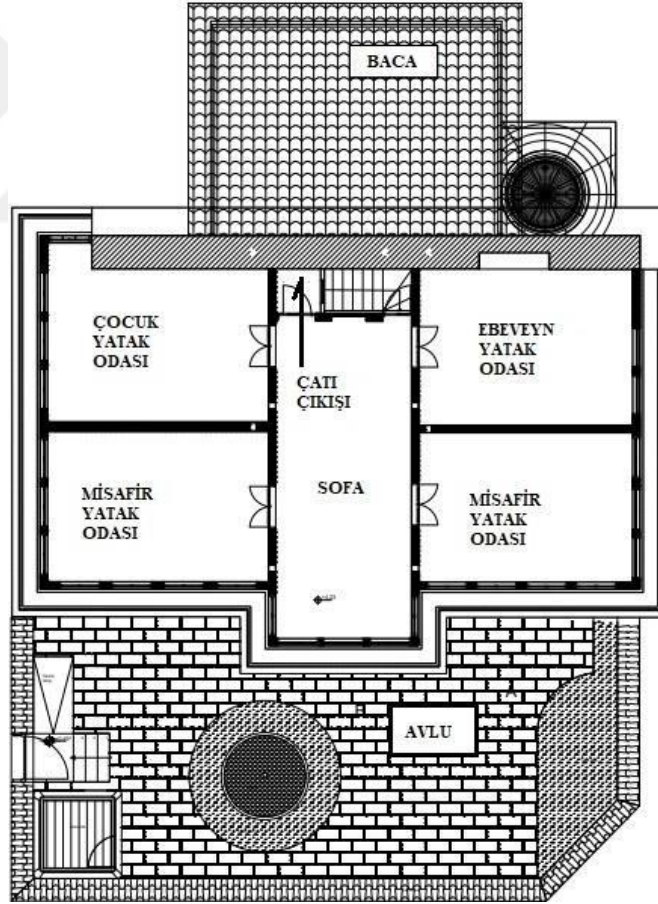 BACA
ÇOCUK
YATAK
ODASI
EBEVEYN
YATAK
ODASI
ÇATI
ÇIKIŞI
SOFA
MİSAFİR
YATAK
ODASI
MİSAFİR
YATAK
ODASI
A
B
AVLU